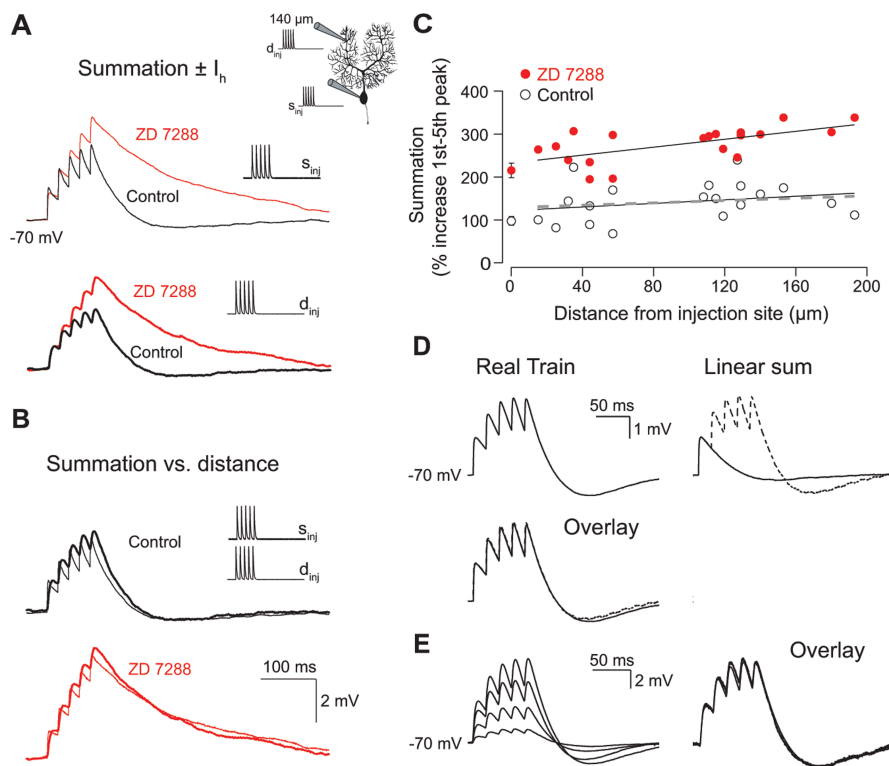 A
Summation ± Ih
140 µm
dinj
sinj
ZD 7288
Control
sinj
-70 mV
ZD 7288
Control
dinj
B
Summation vs. distance
Control
sinj
dinj
ZD 7288
100 ms
2 mV
C
ZD 7288
Control
Summation
(% increase 1st-5th peak)
400
300
200
100
0
0 40 80 120 160 200
Distance from injection site (µm)
D
Real Train
Linear sum
50 ms
1 mV
-70 mV
Overlay
E
50 ms
2 mV
-70 mV
Overlay